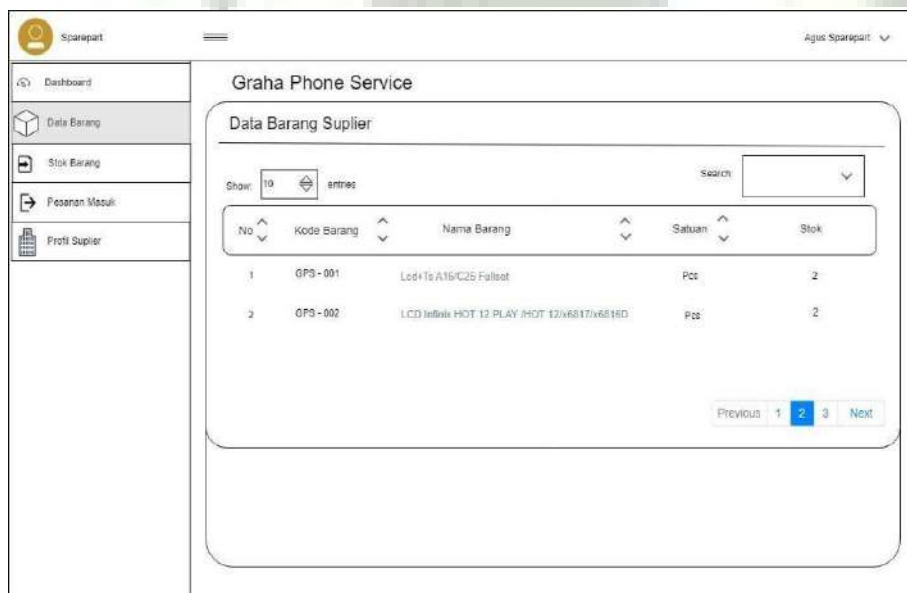 Sparepart
Agus Sparepart
Dashboard
Data Barang
Stok Barang
Pesanan Masuk
Profil Suplier
Graha Phone Service
Data Barang Suplier
Show: 10 entries
Search
No Kode Barang Nama Barang Satuan Stok
1 GPS - 001 Lcd+Ts A16/C25 Fullset Pcs 2
2 GPS - 002 LCD Infinix HOT 12 PLAY /HOT 12/x6817/x6816D Pcs 2
Previous 1 2 3 Next